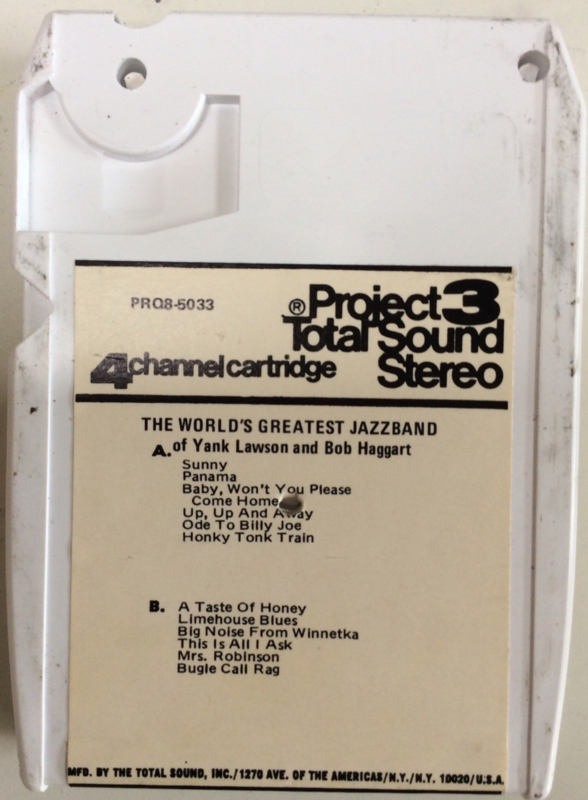 PRQ8-5033
® Project 3
Total Sound
Stereo
4 channel cartridge
THE WORLD'S GREATEST JAZZBAND
of Yank Lawson and Bob Haggart
A.
Sunny
Panama
Baby, Won't You Please
Come Home
Up, Up And Away
Ode To Billy Joe
Honky Tonk Train
B. A Taste Of Honey
Limehouse Blues
Big Noise From Winnetka
This Is All I Ask
Mrs. Robinson
Bugle Call Rag
MFD. BY THE TOTAL SOUND, INC./1270 AVE. OF THE AMERICAS/N.Y./N.Y. 10020/U.S.A.